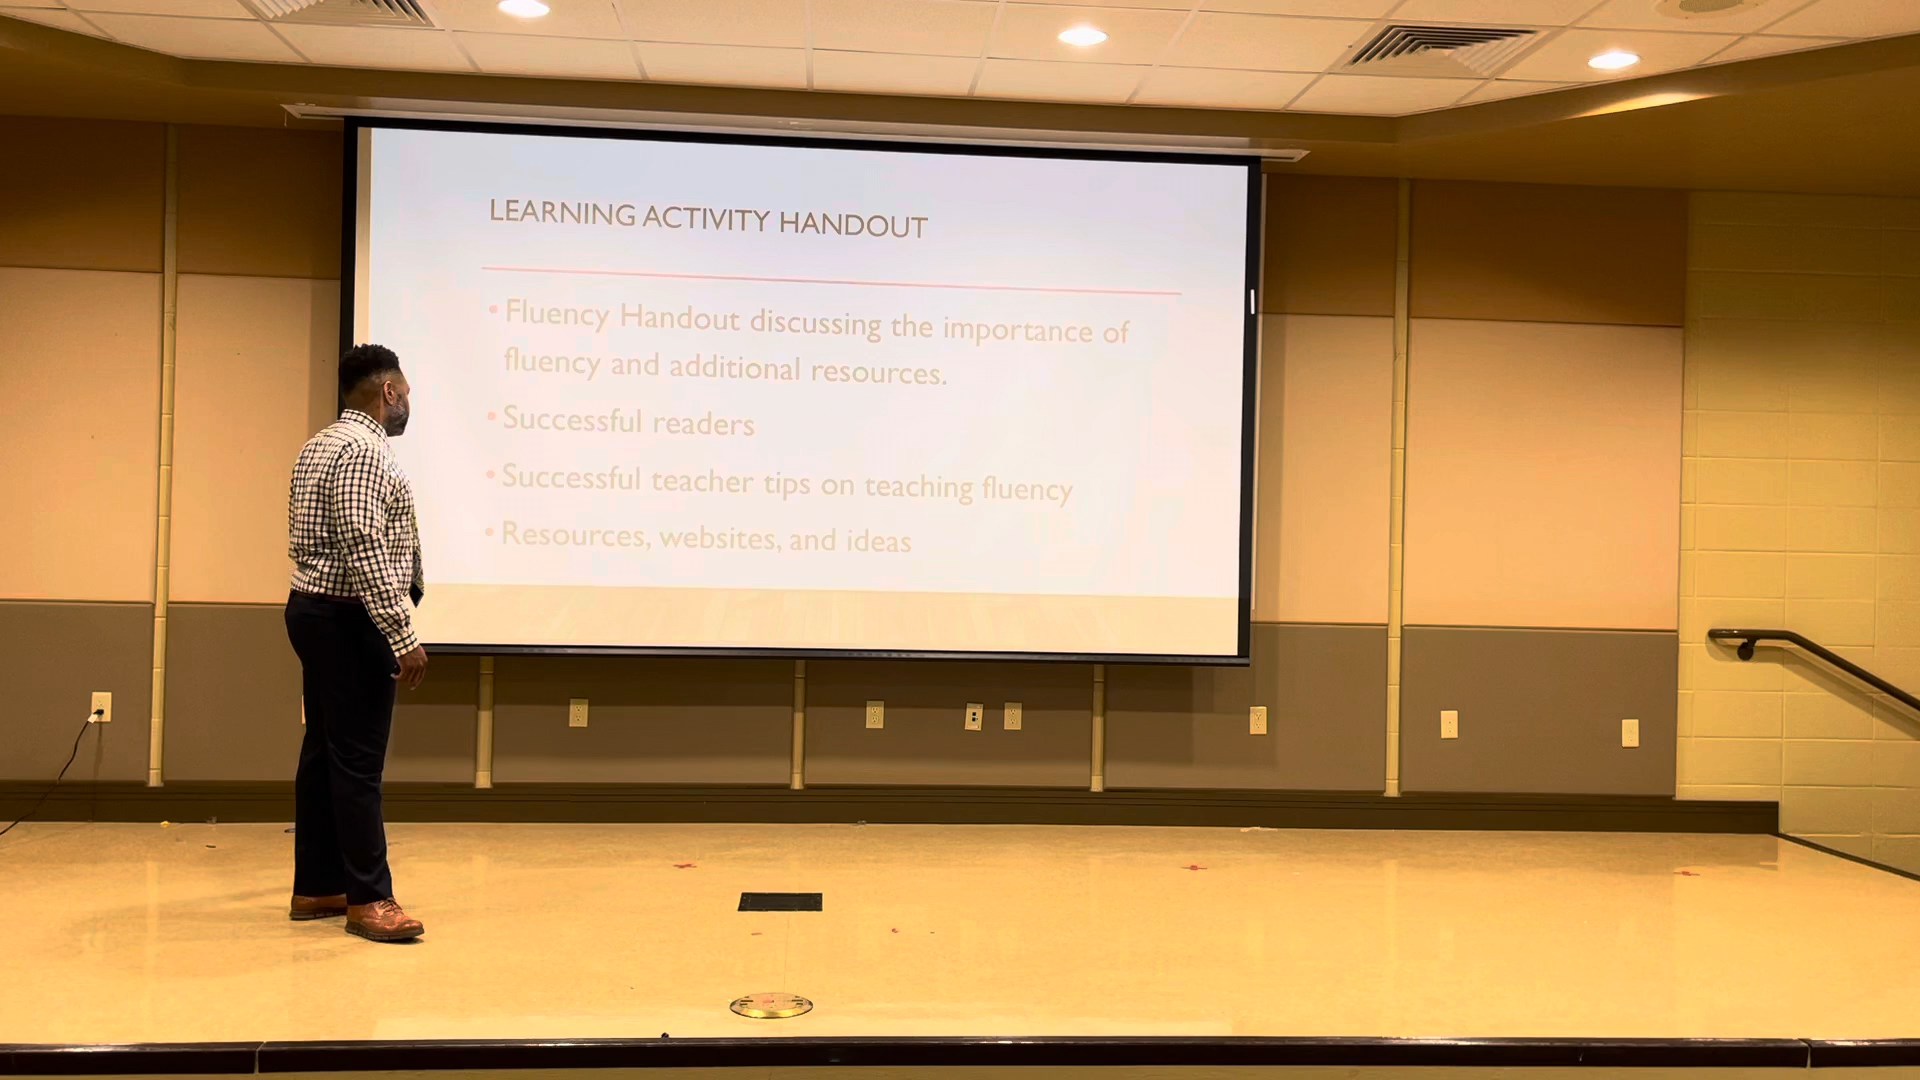 LEARNING ACTIVITY HANDOUT
• Fluency Handout discussing the importance of
fluency and additional resources.
• Successful readers
• Successful teacher tips on teaching fluency
• Resources, websites, and ideas